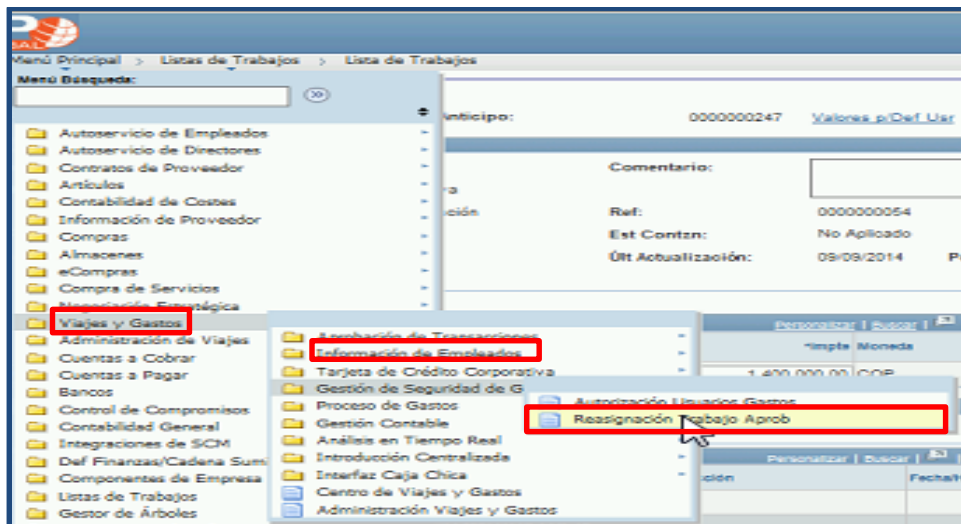 Menú Principal > Listas de Trabajos > Lista de Trabajos
Menú Búsqueda:
Anticipo: 0000000247 Valores p/Def Usr
Autoservicio de Empleados
Autoservicio de Directores
Contratos de Proveedor
Artículos
Contabilidad de Costes
Información de Proveedor
Compras
Almacenes
eCompras
Compra de Servicios
Negociación Estratégica
Viajes y Gastos
Administración de Viajes
Cuentas a Cobrar
Cuentas a Pagar
Bancos
Control de Compromisos
Contabilidad General
Integraciones de SCM
Def Finanzas/Cadena Sumi
Componentes de Empresa
Listas de Trabajos
Gestor de Árboles
Comentario:
va
ción
Ref: 0000000054
Est Contzn: No Aplicado
Últ Actualización: 09/09/2014 P
Personalizar | Buscar |
*Impte Moneda
1.400.000,00 COP
Aprobación de Transacciones
Información de Empleados
Tarjeta de Crédito Corporativa
Gestión de Seguridad de G
Proceso de Gastos
Gestión Contable
Análisis en Tiempo Real
Introducción Centralizada
Interfaz Caja Chica
Centro de Viajes y Gastos
Administración Viajes y Gastos
Autorización Usuarios Gastos
Reasignación Trabajo Aprob
Personalizar | Buscar |
cción Fecha/H